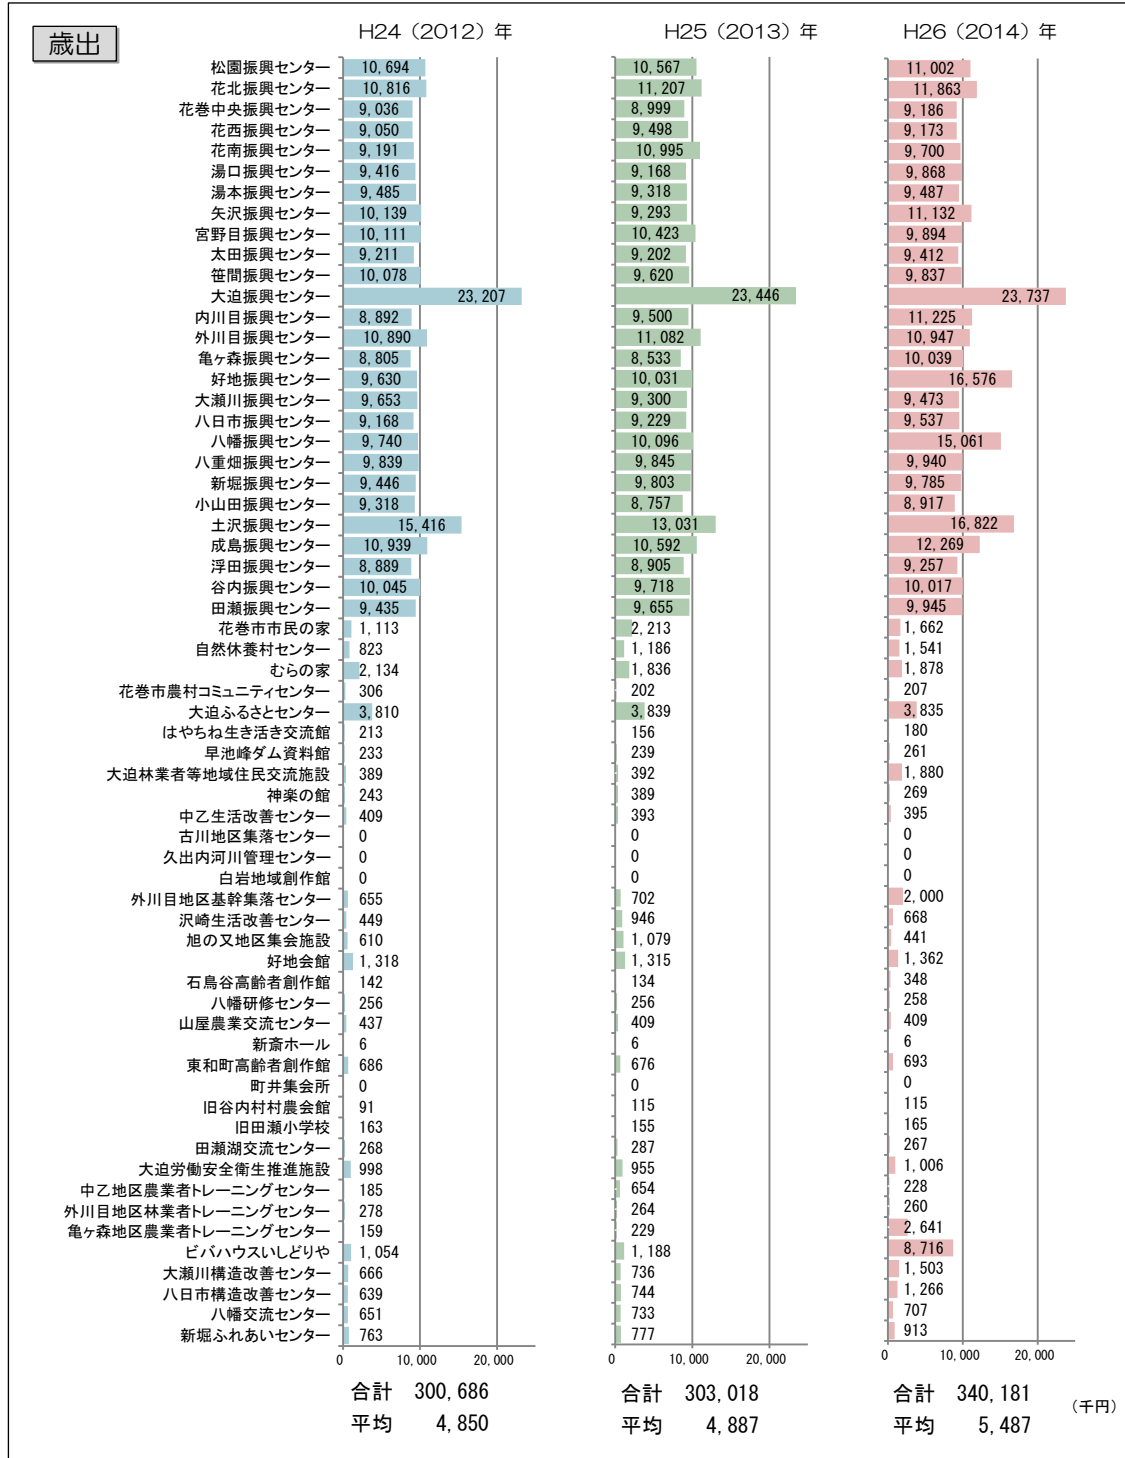 歳出
H24（2012）年 H25（2013）年 H26（2014）年
松園振興センター 10,694 10,567 11,002
花北振興センター 10,816 11,207 11,863
花巻中央振興センター 9,036 8,999 9,186
花西振興センター 9,050 9,498 9,173
花南振興センター 9,191 10,995 9,700
湯口振興センター 9,416 9,168 9,868
湯本振興センター 9,485 9,318 9,487
矢沢振興センター 10,139 9,293 11,132
宮野目振興センター 10,111 10,423 9,894
太田振興センター 9,211 9,202 9,412
笹間振興センター 10,078 9,620 9,837
大迫振興センター 23,207 23,446 23,737
内川目振興センター 8,892 9,500 11,225
外川目振興センター 10,890 11,082 10,947
亀ヶ森振興センター 8,805 8,533 10,039
好地振興センター 9,630 10,031 16,576
大瀬川振興センター 9,653 9,300 9,473
八日市振興センター 9,168 9,229 9,537
八幡振興センター 9,740 10,096 15,061
八重畑振興センター 9,839 9,845 9,940
新堀振興センター 9,446 9,803 9,785
小山田振興センター 9,318 8,757 8,917
土沢振興センター 15,416 13,031 16,822
成島振興センター 10,939 10,592 12,269
浮田振興センター 8,889 8,905 9,257
谷内振興センター 10,045 9,718 10,017
田瀬振興センター 9,435 9,655 9,945
花巻市市民の家 1,113 2,213 1,662
自然休養村センター 823 1,186 1,541
むらの家 2,134 1,836 1,878
花巻市農村コミュニティセンター 306 202 207
大迫ふるさとセンター 3,810 3,839 3,835
はやちね生き活き交流館 213 156 180
早池峰ダム資料館 233 239 261
大迫林業者等地域住民交流施設 389 392 1,880
神楽の館 243 389 269
中乙生活改善センター 409 393 395
古川地区集落センター 0 0 0
久出内河川管理センター 0 0 0
白岩地域創作館 0 0 0
外川目地区基幹集落センター 655 702 2,000
沢崎生活改善センター 449 946 668
旭の又地区集会施設 610 1,079 441
好地会館 1,318 1,315 1,362
石鳥谷高齢者創作館 142 134 348
八幡研修センター 256 256 258
山屋農業交流センター 437 409 409
新斎ホール 6 6 6
東和町高齢者創作館 686 676 693
町井集会所 0 0 0
旧谷内村村農会館 91 115 115
旧田瀬小学校 163 155 165
田瀬湖交流センター 268 287 267
大迫労働安全衛生推進施設 998 955 1,006
中乙地区農業者トレーニングセンター 185 654 228
外川目地区林業者トレーニングセンター 278 264 260
亀ヶ森地区農業者トレーニングセンター 159 229 2,641
ビバハウスいしどりや 1,054 1,188 8,716
大瀬川構造改善センター 666 736 1,503
八日市構造改善センター 639 744 1,266
八幡交流センター 651 733 707
新堀ふれあいセンター 763 777 913
0 10,000 20,000 0 10,000 20,000 0 10,000 20,000
合計 300,686 合計 303,018 合計 340,181
平均 4,850 平均 4,887 平均 5,487
（千円）